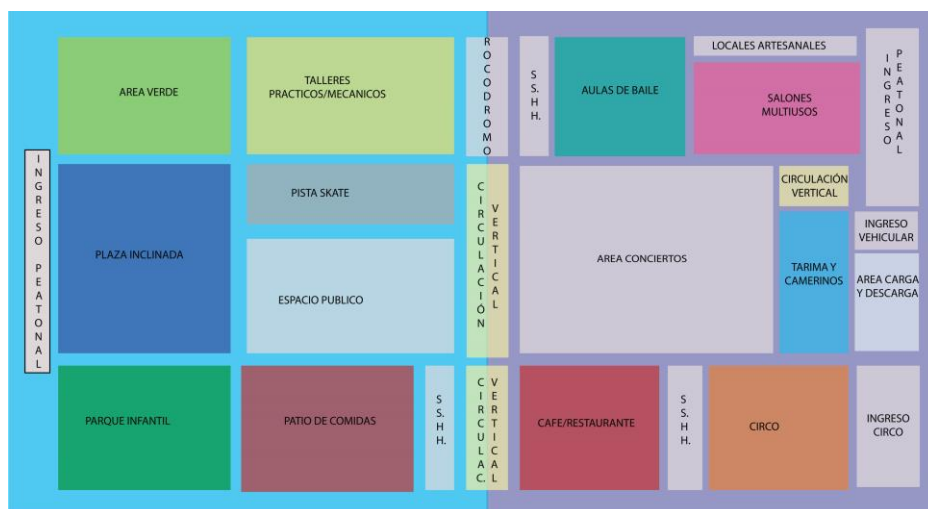 INGRESO PEATONAL
AREA VERDE
TALLERES
PRACTICOS/MECANICOS
ROCODROMO
S.S.H.H.
AULAS DE BAILE
LOCALES ARTESANALES
SALONES
MULTIUSOS
INGRESO
PEATONAL
PLAZA INCLINADA
PISTA SKATE
ESPACIO PUBLICO
CIRCULACIÓN
VERTICAL
AREA CONCIERTOS
CIRCULACIÓN
VERTICAL
TARIMA Y
CAMERINOS
INGRESO
VEHICULAR
AREA CARGA
Y DESCARGA
PARQUE INFANTIL
PATIO DE COMIDAS
S.S.H.H.
CIRCULAC.
VERTICAL
CAFE/RESTAURANTE
S.S.H.H.
CIRCO
INGRESO
CIRCO